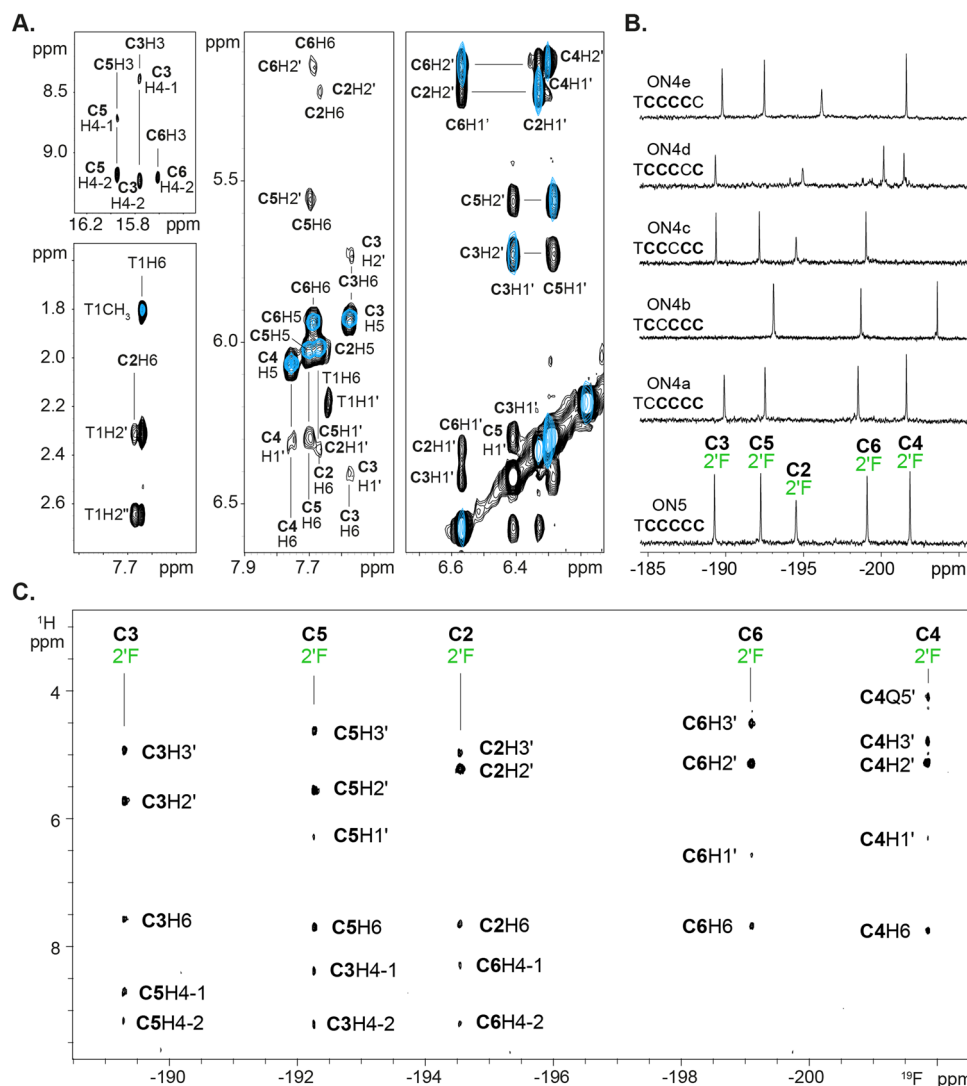 A.
ppm
8.5
9.0
C3H3
C5H3
C3
H4-1
C5
H4-1
C6H3
C5
H4-2
C3
H4-2
C6
H4-2
16.2
15.8
ppm
ppm
T1H6
1.8
T1CH3
2.0
C2H6
2.2
T1H2'
2.4
2.6
T1H2"
7.7
ppm
ppm
C6H6
C6H2'
C2H2'
C2H6
5.5
C5H2'
C5H6
C3
H2'
C3H6
C6H6
C6H5
C3
H5
C5H5
6.0
C4
H5
C2H5
T1H6
T1H1'
C4
H1'
C5H1'
C2H1'
C2
H6
C3
H1'
6.5
C4
H6
C5
H6
C3
H6
7.9
7.7
ppm
C6H2'
C4H2'
C2H2'
C4H1'
C6H1'
C2H1'
C5H2'
C3H2'
C3H1'
C5H1'
C6H1'
C3H1'
C2H1'
C5
H1'
C3H1'
6.6
6.4
ppm
B.
ON4e
TCCCCC
ON4d
TCCCCC
ON4c
TCCCCC
ON4b
TCCCCC
ON4a
TCCCCC
C3
2'F
C5
2'F
C2
2'F
C6
2'F
C4
2'F
ON5
TCCCCC
-185
-190
-195
-200
ppm
C.
1H
ppm
C3
2'F
C5
2'F
C2
2'F
C6
2'F
C4
2'F
4
C4Q5'
C5H3'
C6H3'
C3H3'
C2H3'
C4H3'
C2H2'
C6H2'
C4H2'
C3H2'
C5H2'
6
C5H1'
C6H1'
C4H1'
C3H6
C5H6
C2H6
C6H6
C4H6
8
C3H4-1
C6H4-1
C5H4-1
C5H4-2
C3H4-2
C6H4-2
-190
-192
-194
-196
-198
-200
19F ppm